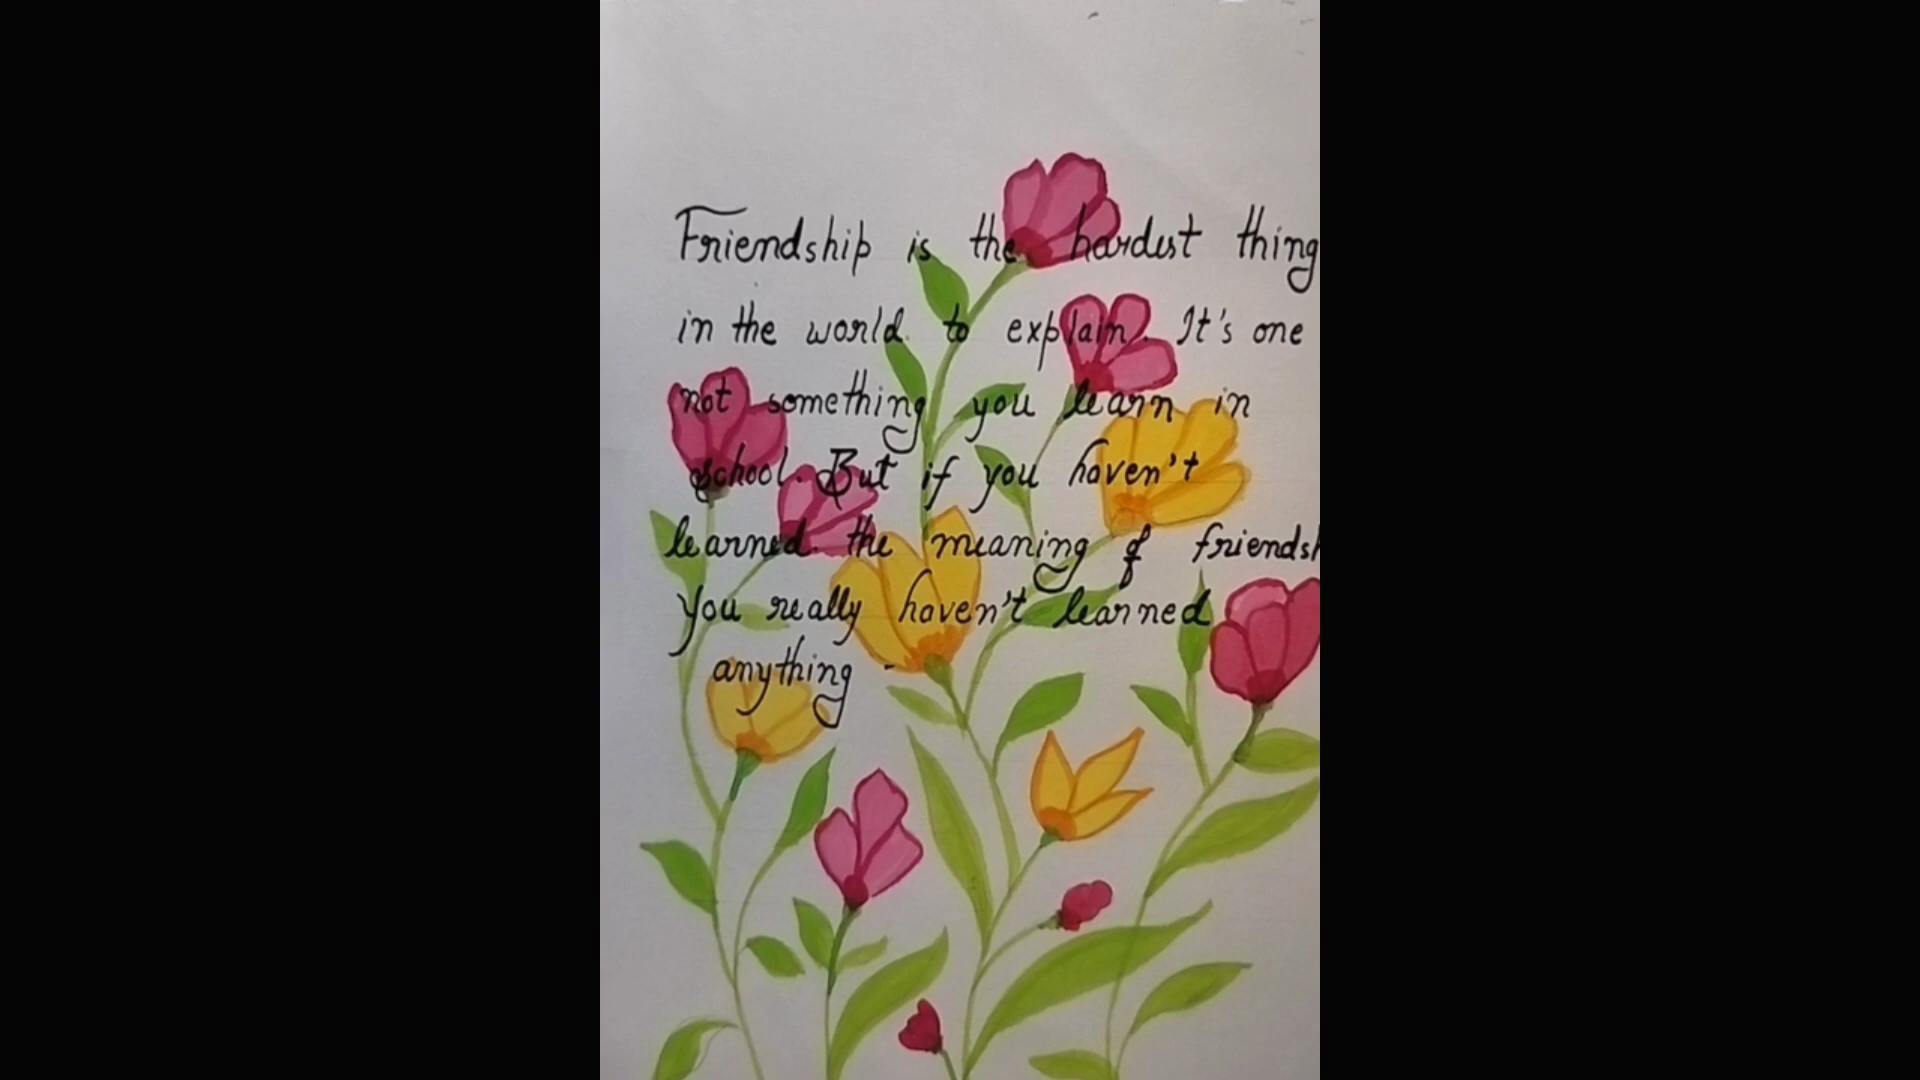 Friendship is the hardest thing
in the world to explain. It's one
not something you learn in
school. But if you haven't
learned the meaning of friendsh
you really haven't learned
anything -